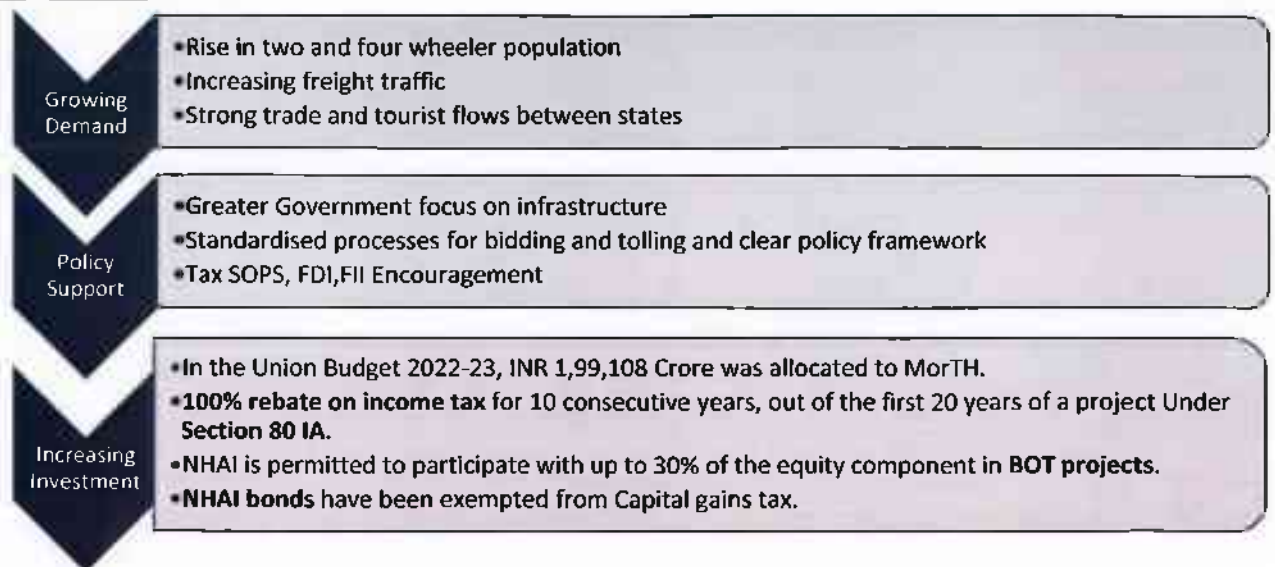 Growing
Demand
•Rise in two and four wheeler population
•Increasing freight traffic
•Strong trade and tourist flows between states
Policy
Support
•Greater Government focus on infrastructure
•Standardised processes for bidding and tolling and clear policy framework
•Tax SOPS, FDI,FII Encouragement
Increasing
Investment
•In the Union Budget 2022-23, INR 1,99,108 Crore was allocated to MorTH.
•100% rebate on income tax for 10 consecutive years, out of the first 20 years of a project Under
Section 80 IA.
•NHAI is permitted to participate with up to 30% of the equity component in BOT projects.
•NHAI bonds have been exempted from Capital gains tax.